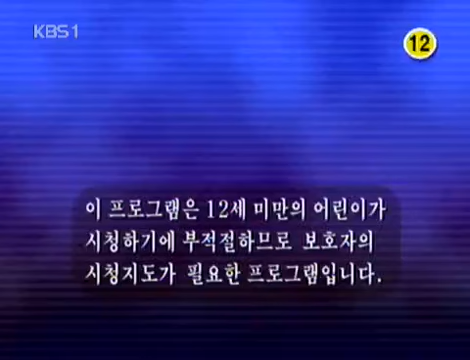 KBS1
12
이 프로그램은 12세 미만의 어린이가
시청하기에 부적절하므로 보호자의
시청지도가 필요한 프로그램입니다.